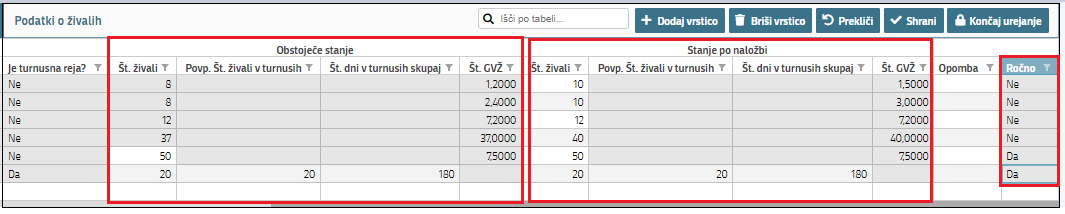 Podatki o živalih Išči po tabeli... Dodaj vrstico Briši vrstico Prekliči Shrani Končaj urejanje
Obstoječe stanje Stanje po naložbi
Je turnusna reja? Št. živali Povp. Št. živali v turnusih Št. dni v turnusih skupaj Št. GVŽ Št. živali Povp. Št. živali v turnusih Št. dni v turnusih skupaj Št. GVŽ Opomba Ročno
Ne 8 1,2000 10 1,5000 Ne
Ne 8 2,4000 10 3,0000 Ne
Ne 12 7,2000 12 7,2000 Ne
Ne 37 37,0000 40 40,0000 Ne
Ne 50 7,5000 50 7,5000 Da
Da 20 20 180 20 20 180 Da